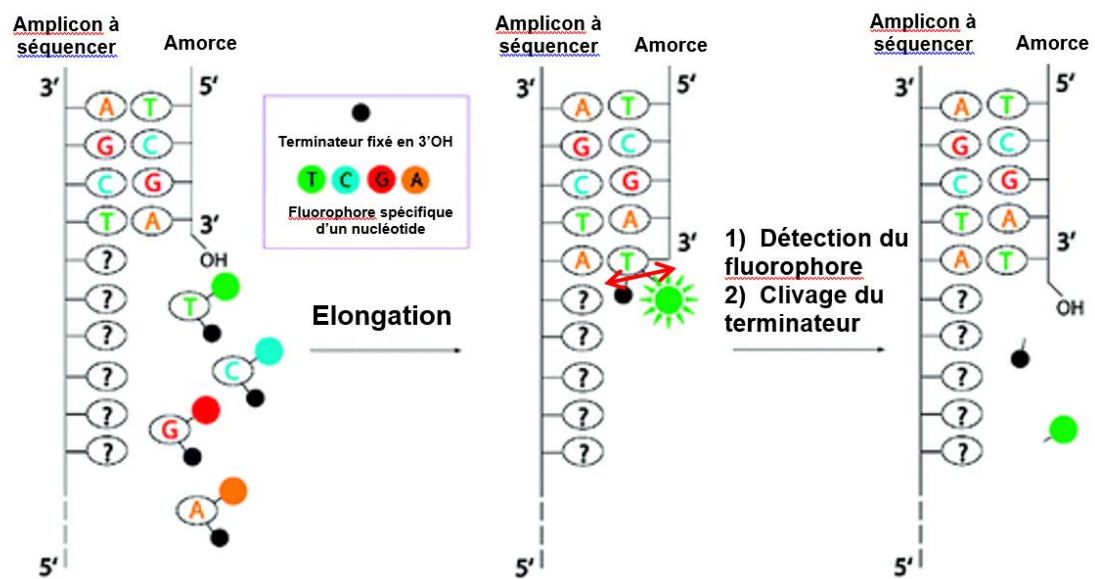 Amplicon à
séquencer
Amorce
3’
5’
A T
G C
C G
T A
3’
?
OH
?
?
?
?
?
5’
T
C
G
A
Terminateur fixé en 3’OH
T C G A
Fluorophore spécifique
d’un nucléotide
Elongation
Amplicon à
séquencer
Amorce
3’
5’
A T
G C
C G
T A
3’
A T
?
?
?
?
?
5’
1) Détection du
fluorophore
2) Clivage du
terminateur
Amplicon à
séquencer
Amorce
3’
5’
A T
G C
C G
T A
3’
A T
?
OH
?
?
?
?
5’